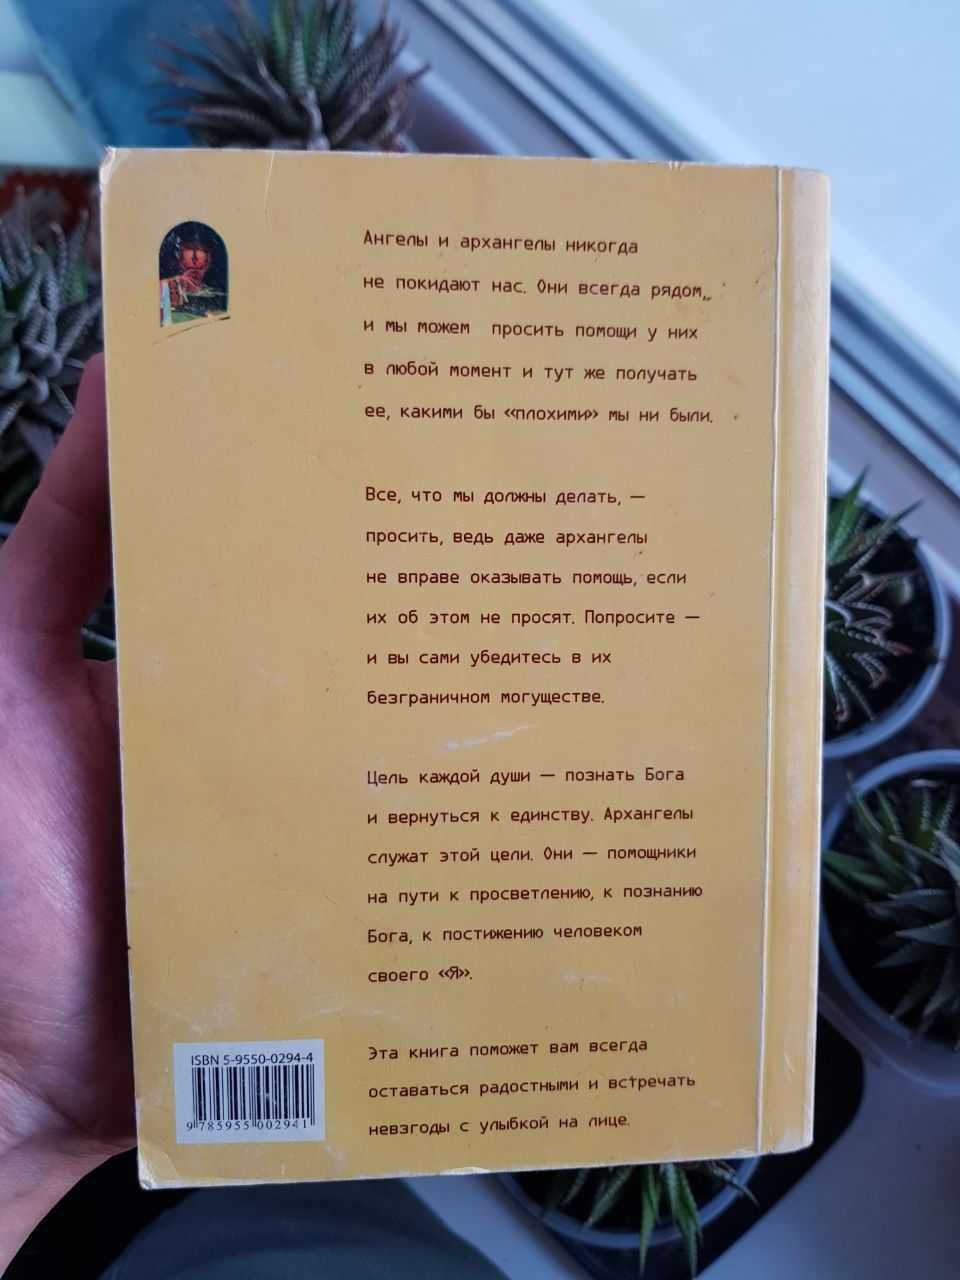 Ангелы и архангелы никогда
не покидают нас. Они всегда рядом,
и мы можем просить помощи у них
в любой момент и тут же получать
ее, какими бы «плохими» мы ни были.
Все, что мы должны делать, —
просить, ведь даже архангелы
не вправе оказывать помощь, если
их об этом не просят. Попросите —
и вы сами убедитесь в их
безграничном могуществе.
Цель каждой души — познать Бога
и вернуться к единству. Архангелы
служат этой цели. Они — помощники
на пути к просветлению, к познанию
Бога, к постижению человеком
своего «Я».
Эта книга поможет вам всегда
оставаться радостными и встречать
невзгоды с улыбкой на лице.
ISBN 5-9550-0294-4
9 785955 002941